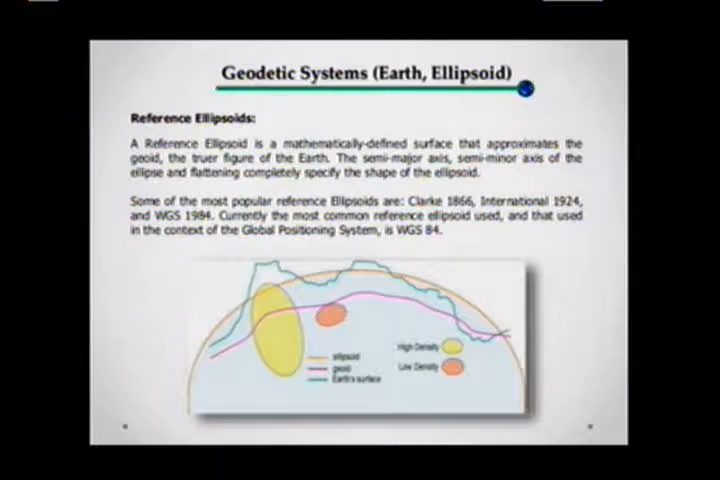 Geodetic Systems (Earth, Ellipsoid)
Reference Ellipsoids:
A Reference Ellipsoid is a mathematically-defined surface that approximates the
geoid, the truer figure of the Earth. The semi-major axis, semi-minor axis of the
ellipse and flattening completely specify the shape of the ellipsoid.
Some of the most popular reference Ellipsoids are: Clarke 1866, International 1924,
and WGS 1984. Currently the most common reference ellipsoid used, and that used
in the context of the Global Positioning System, is WGS 84.
High Density
ellipsoid
geoid
Low Density
Earth's surface